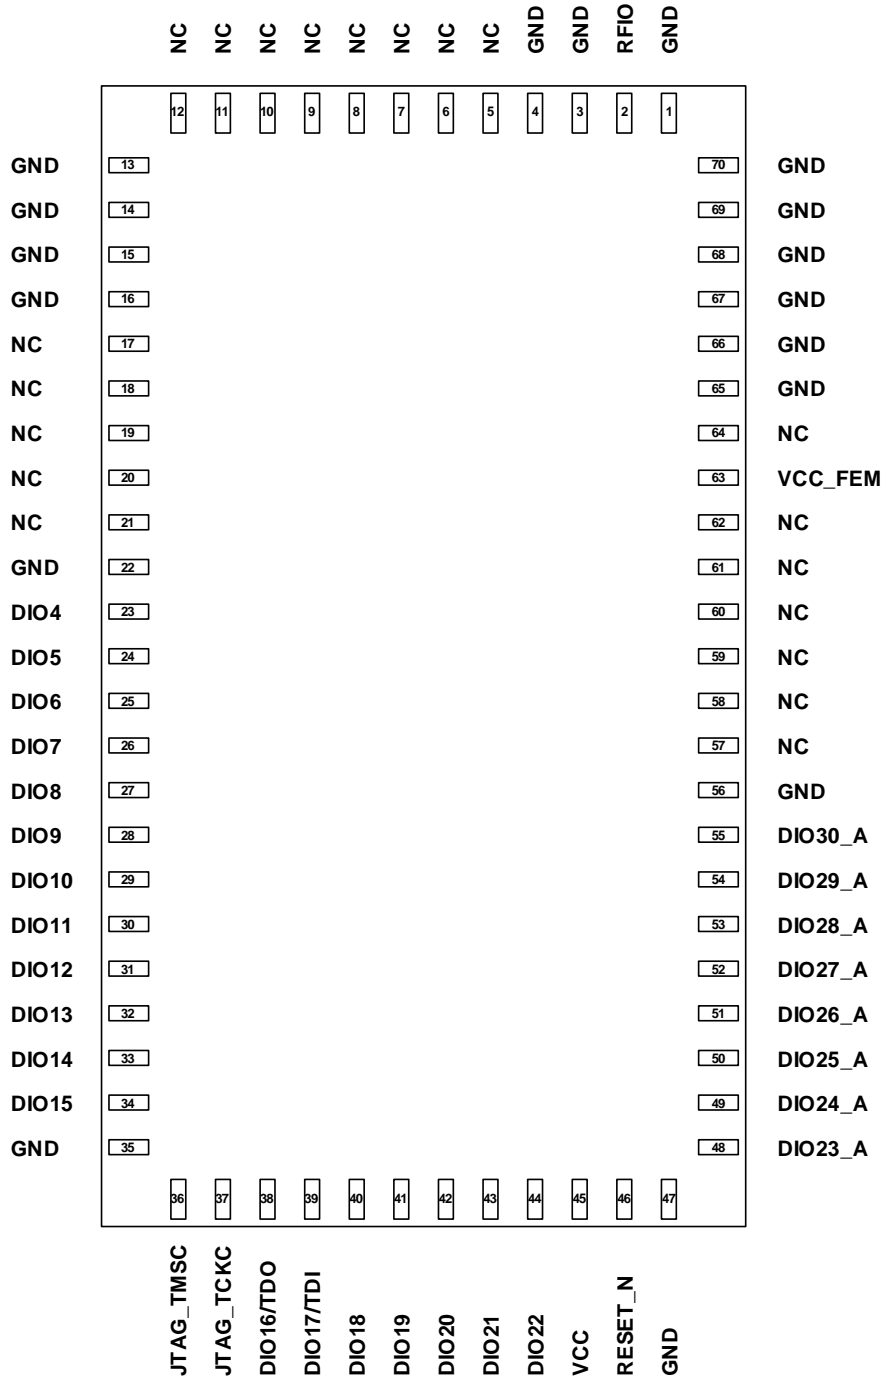 NC NC NC NC NC NC NC NC GND GND RFIO GND
12 11 10 9 8 7 6 5 4 3 2 1
GND 13 70 GND
GND 14 69 GND
GND 15 68 GND
GND 16 67 GND
NC 17 66 GND
NC 18 65 GND
NC 19 64 NC
NC 20 63 VCC_FEM
NC 21 62 NC
GND 22 61 NC
DIO4 23 60 NC
DIO5 24 59 NC
DIO6 25 58 NC
DIO7 26 57 NC
DIO8 27 56 GND
DIO9 28 55 DIO30_A
DIO10 29 54 DIO29_A
DIO11 30 53 DIO28_A
DIO12 31 52 DIO27_A
DIO13 32 51 DIO26_A
DIO14 33 50 DIO25_A
DIO15 34 49 DIO24_A
GND 35 48 DIO23_A
36 37 38 39 40 41 42 43 44 45 46 47
JTAG_TMSC JTAG_TCKC DIO16/TDO DIO17/TDI DIO18 DIO19 DIO20 DIO21 DIO22 VCC RESET_N GND